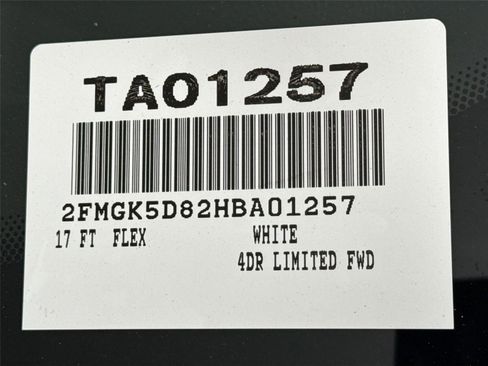 TA01257
2FMGK5D82HBA01257
17 FT FLEX WHITE
4DR LIMITED FWD